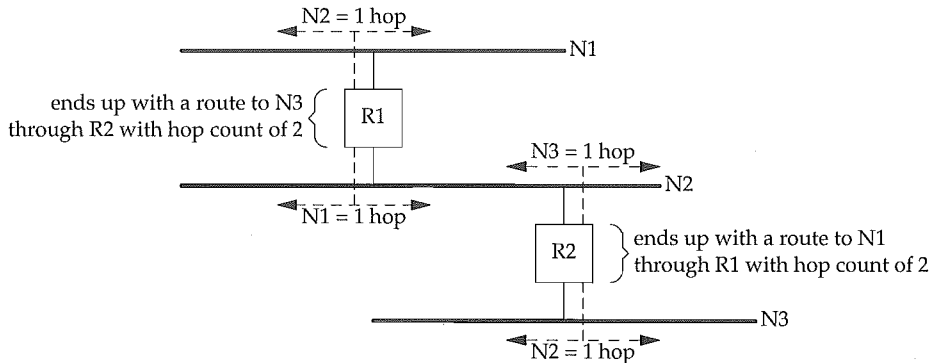 N2 = 1 hop
N1
ends up with a route to N3
through R2 with hop count of 2
R1
N3 = 1 hop
N2
N1 = 1 hop
R2
ends up with a route to N1
through R1 with hop count of 2
N3
N2 = 1 hop